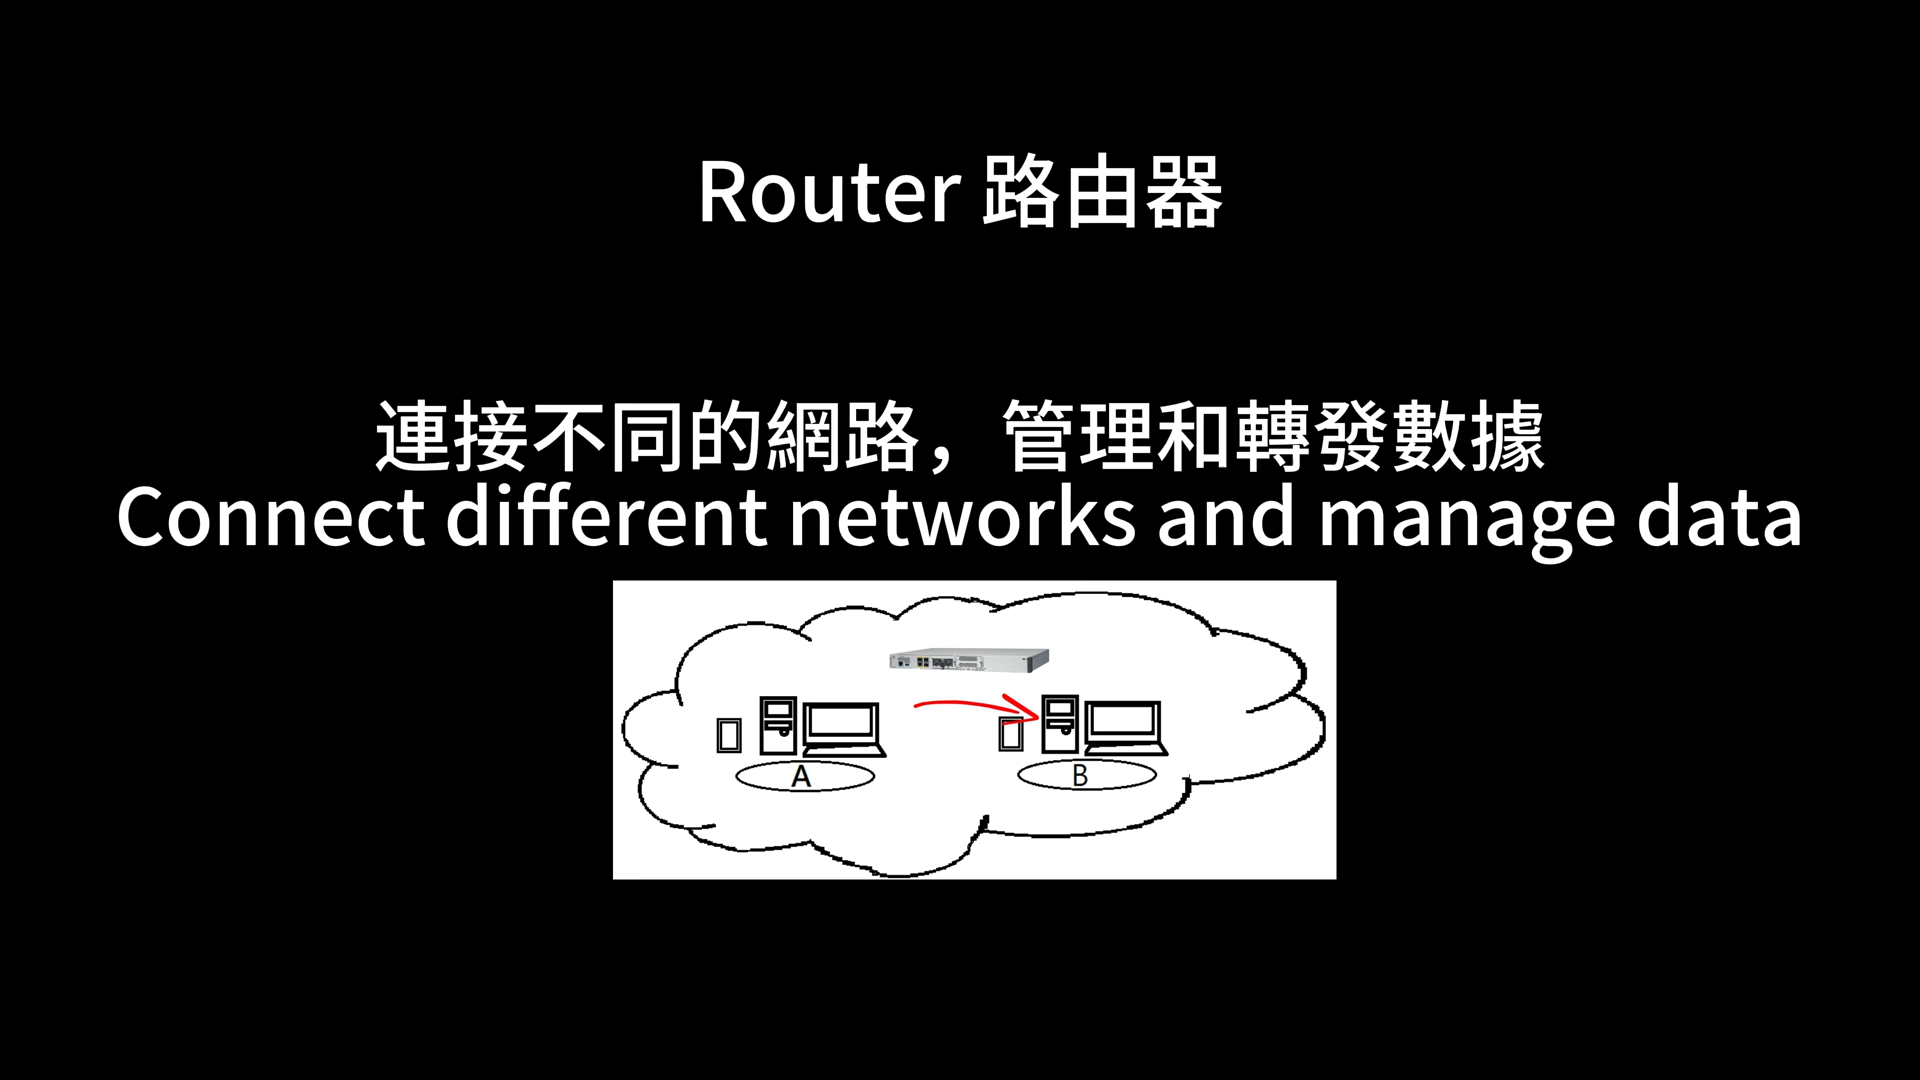 Router 路由器
連接不同的網路，管理和轉發數據
Connect different networks and manage data
A
B